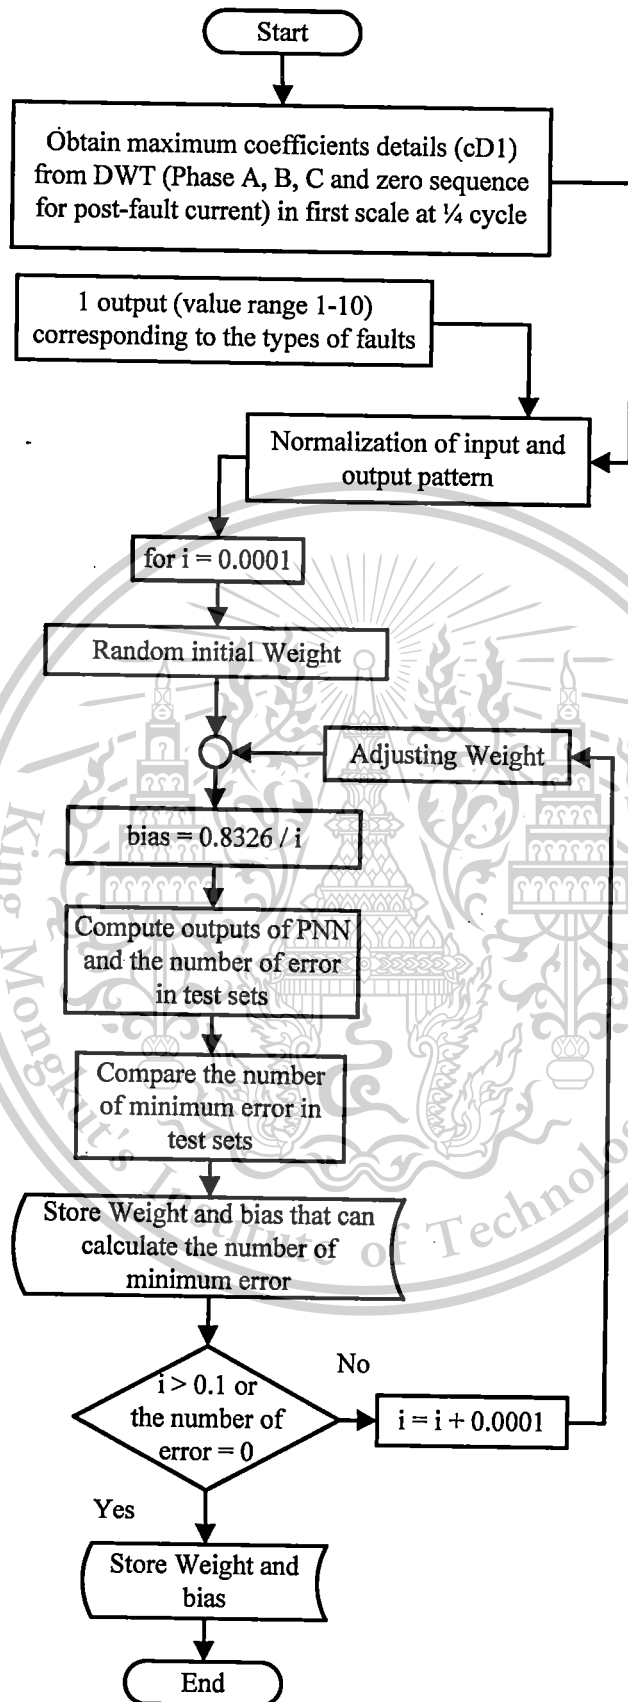 Start
Obtain maximum coefficients details (cD1)
from DWT (Phase A, B, C and zero sequence
for post-fault current) in first scale at ¼ cycle
1 output (value range 1-10)
corresponding to the types of faults
Normalization of input and
output pattern
for i = 0.0001
Random initial Weight
Adjusting Weight
bias = 0.8326 / i
Compute outputs of PNN
and the number of error
in test sets
Compare the number
of minimum error in
test sets
Store Weight and bias that can
calculate the number of
minimum error
i > 0.1 or
the number of
error = 0
No
i = i + 0.0001
Yes
Store Weight and
bias
End
King Mongkut's Institute of Technolo